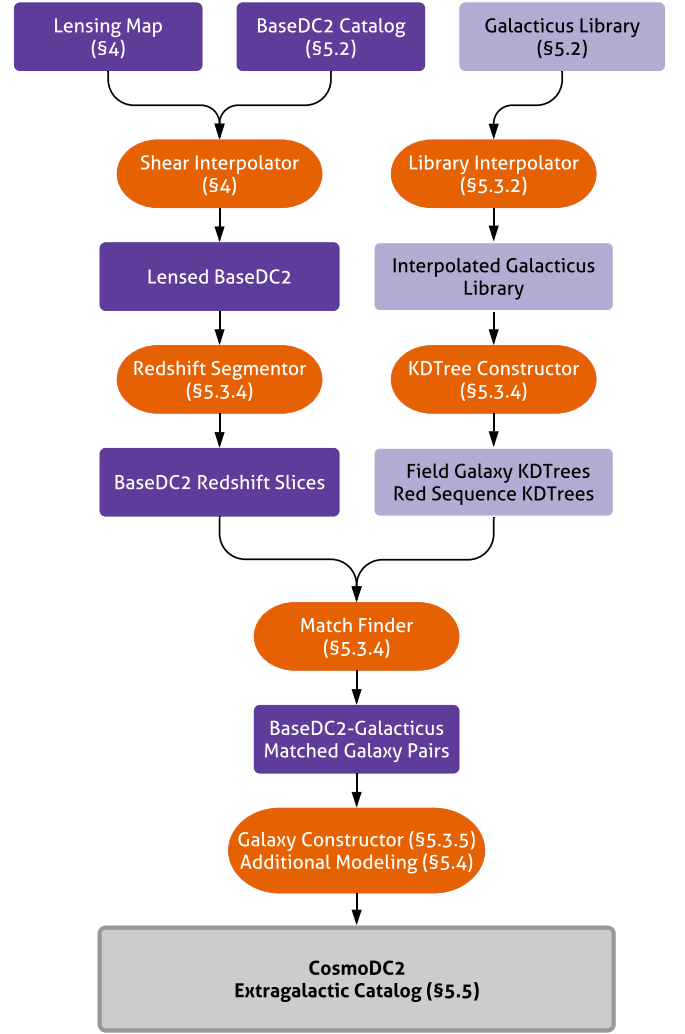 Lensing Map
(§4)
BaseDC2 Catalog
(§5.2)
Galacticus Library
(§5.2)
Shear Interpolator
(§4)
Library Interpolator
(§5.3.2)
Lensed BaseDC2
Interpolated Galacticus
Library
Redshift Segmentor
(§5.3.4)
KDTree Constructor
(§5.3.4)
BaseDC2 Redshift Slices
Field Galaxy KDTrees
Red Sequence KDTrees
Match Finder
(§5.3.4)
BaseDC2-Galacticus
Matched Galaxy Pairs
Galaxy Constructor (§5.3.5)
Additional Modeling (§5.4)
CosmoDC2
Extragalactic Catalog (§5.5)